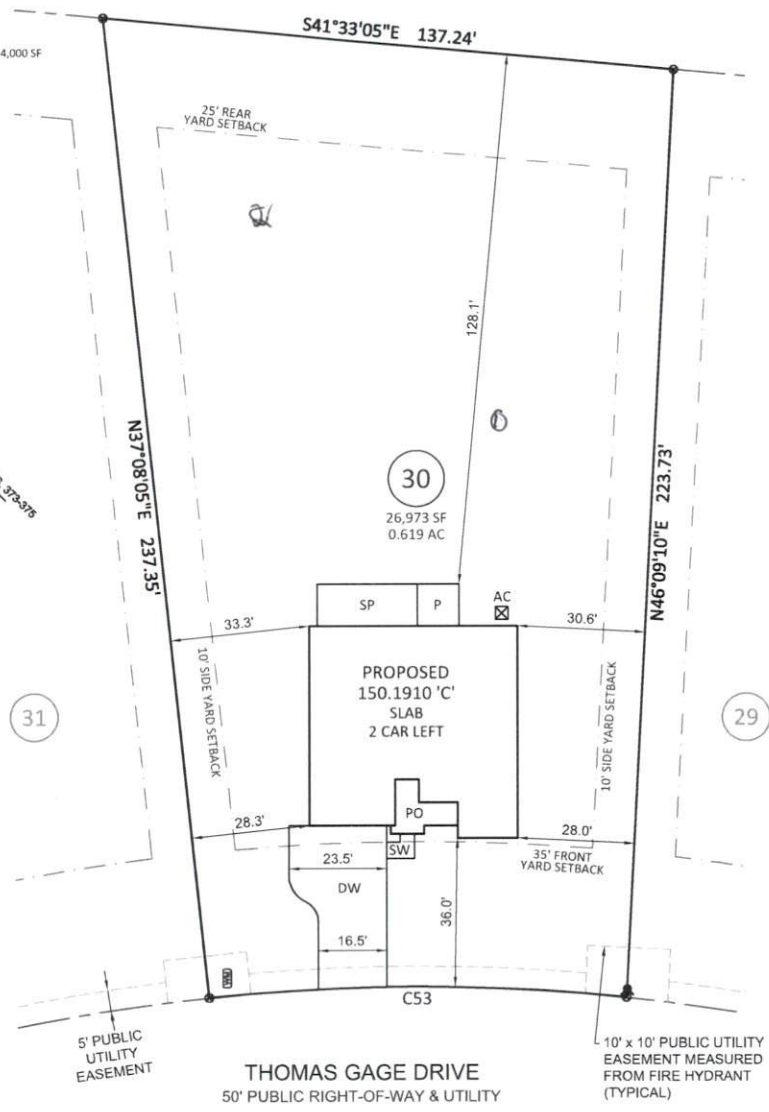 S41°33'05"E 137.24'
4,000 SF
25' REAR
YARD SETBACK
128.1'
N37°08'05"E 237.35'
N46°09'10"E 223.73'
373-375
30
26,973 SF
0.619 AC
SP
P
AC
33.3'
30.6'
PROPOSED
150.1910 'C'
SLAB
2 CAR LEFT
10' SIDE YARD SETBACK
10' SIDE YARD SETBACK
31
29
PO
28.3'
28.0'
SW
35' FRONT
YARD SETBACK
23.5'
DW
36.0'
16.5'
C53
5' PUBLIC
UTILITY
EASEMENT
THOMAS GAGE DRIVE
50' PUBLIC RIGHT-OF-WAY & UTILITY
10' x 10' PUBLIC UTILITY
EASEMENT MEASURED
FROM FIRE HYDRANT
(TYPICAL)